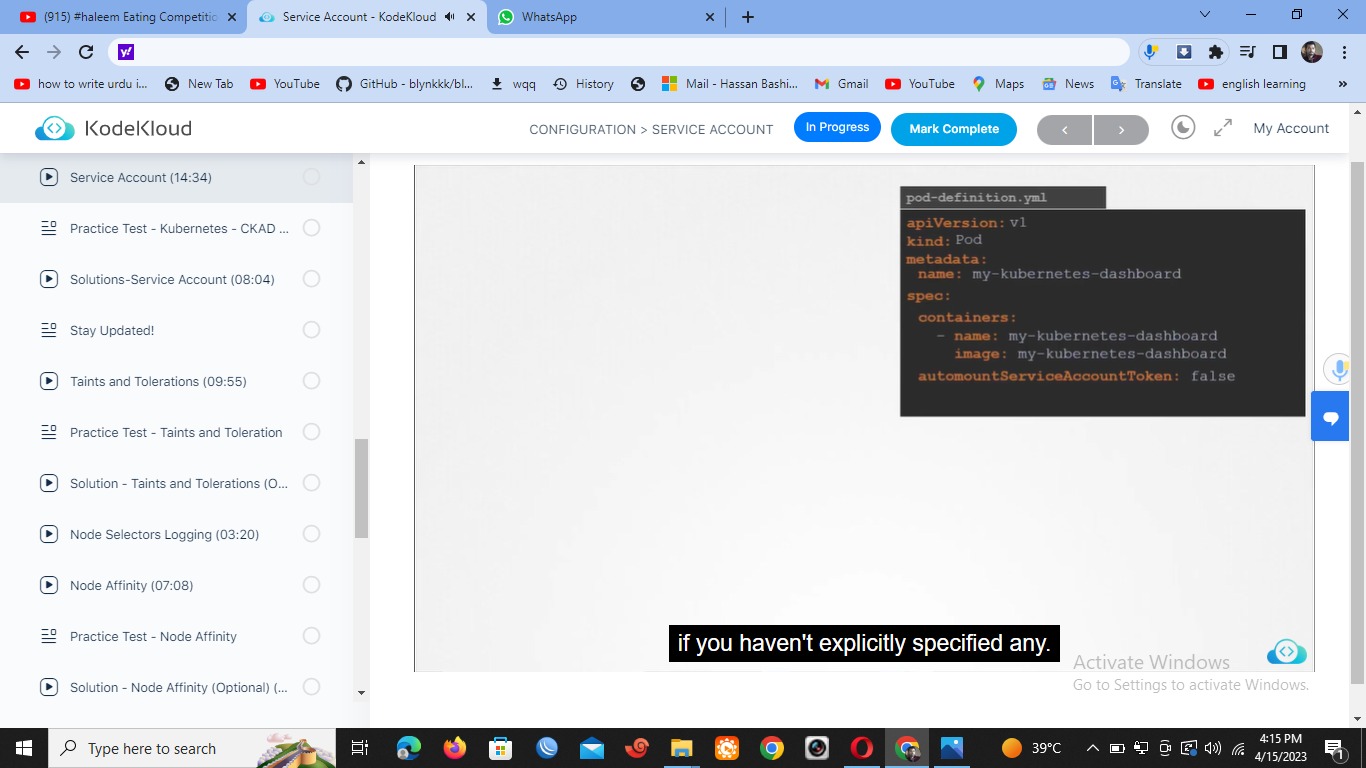 (915) #haleem Eating Competitio
Service Account - KodeKloud
WhatsApp
how to write urdu i...
New Tab
YouTube
GitHub - blynkkk/bl...
wqq
History
Mail - Hassan Bashi...
Gmail
YouTube
Maps
News
Translate
english learning
»
KodeKloud
CONFIGURATION > SERVICE ACCOUNT
In Progress
Mark Complete
My Account
Service Account (14:34)
Practice Test - Kubernetes - CKAD ...
Solutions-Service Account (08:04)
Stay Updated!
Taints and Tolerations (09:55)
Practice Test - Taints and Toleration
Solution - Taints and Tolerations (O...
Node Selectors Logging (03:20)
Node Affinity (07:08)
Practice Test - Node Affinity
Solution - Node Affinity (Optional) (...
pod-definition.yml
apiVersion: v1
kind: Pod
metadata:
name: my-kubernetes-dashboard
spec:
containers:
- name: my-kubernetes-dashboard
image: my-kubernetes-dashboard
automountServiceAccountToken: false
if you haven't explicitly specified any.
Activate Windows
Go to Settings to activate Windows.
Type here to search
39°C
4:15 PM
4/15/2023
1